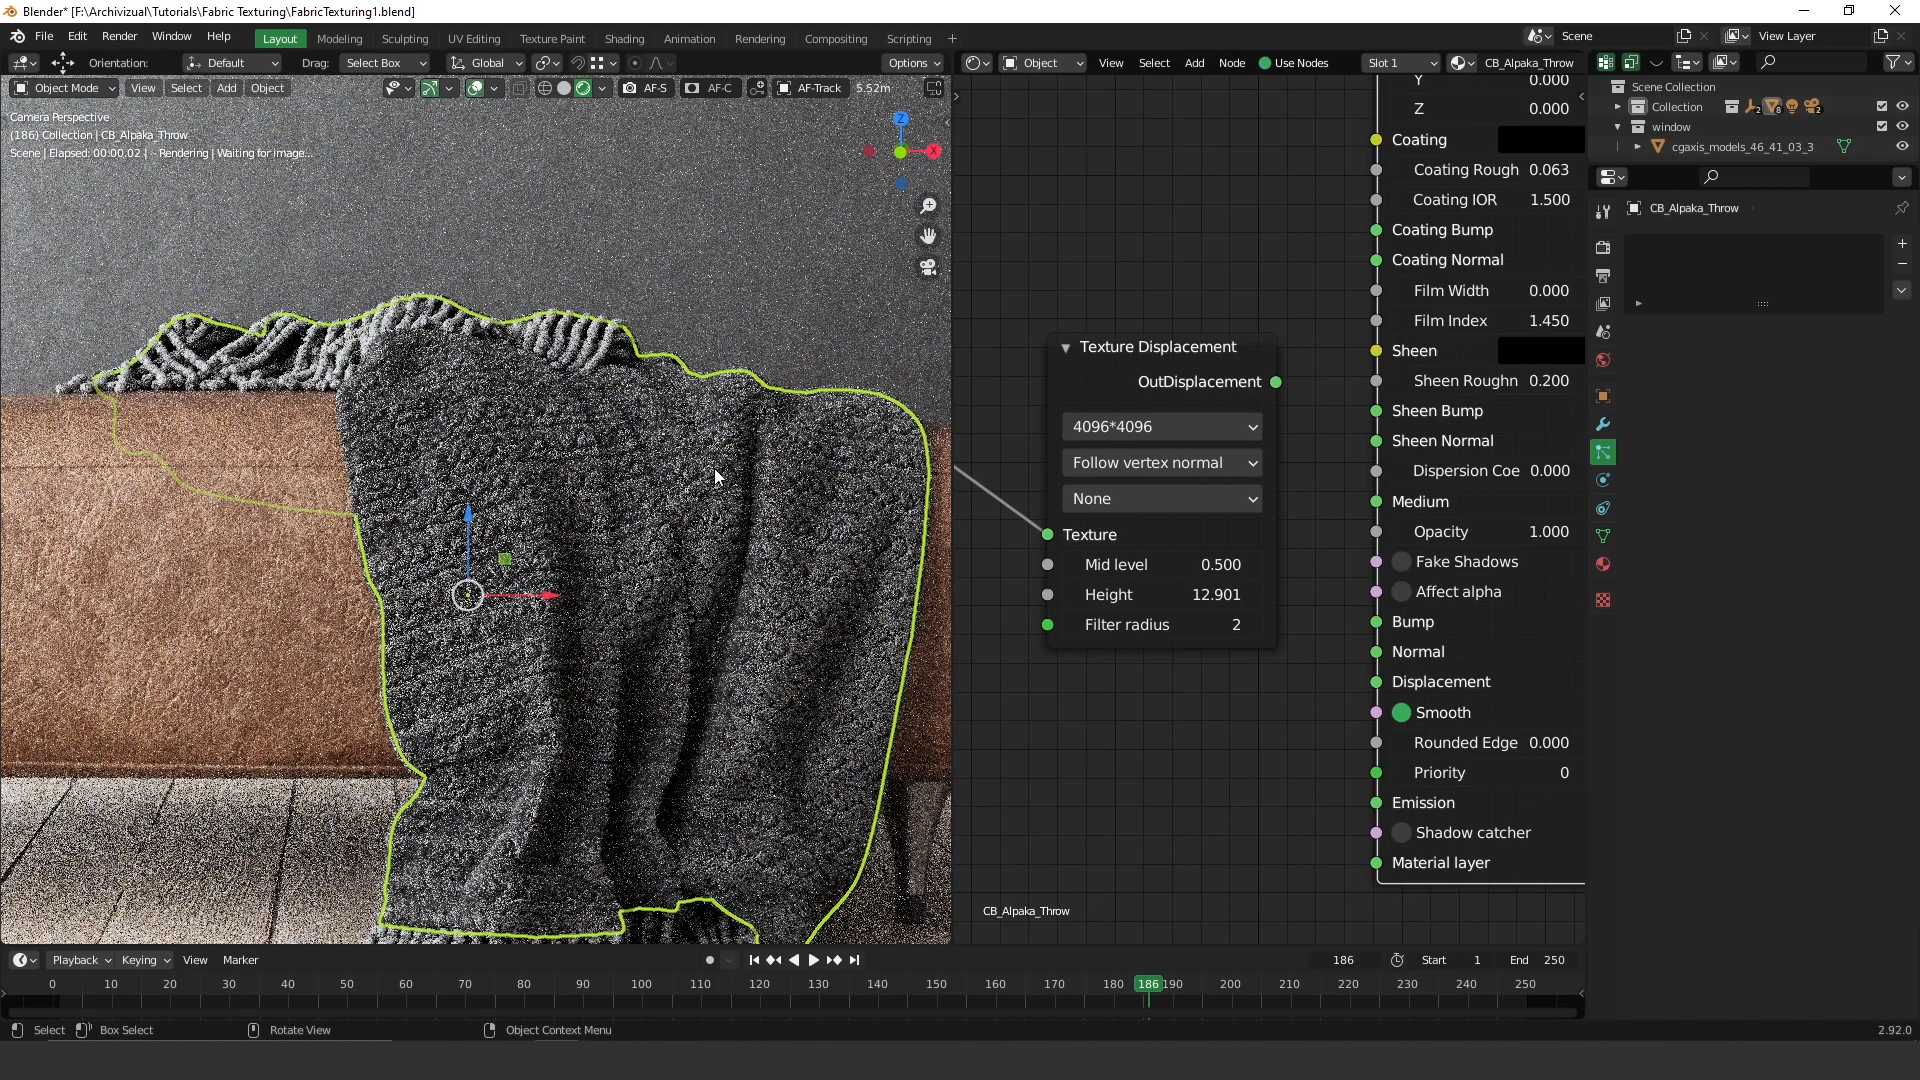 Blender* [F:\Archivizual\Tutorials\Fabric Texturing\FabricTexturing1.blend]
File Edit Render Window Help Layout Modeling Sculpting UV Editing Texture Paint Shading Animation Rendering Compositing Scripting + Scene View Layer
Orientation: Default Drag: Select Box Global Options
Object View Select Add Node Use Nodes Slot 1 CB_Alpaka_Throw
Object Mode View Select Add Object AF-S AF-C AF-Track 5.52m
Camera Perspective
(186) Collection | CB_Alpaka_Throw
Scene | Elapsed: 00:00.02 | - Rendering | Waiting for image...
Z
X
Texture Displacement
OutDisplacement
4096*4096
Follow vertex normal
None
Texture
Mid level 0.500
Height 12.901
Filter radius 2
CB_Alpaka_Throw
Y 0.000
Z 0.000
Coating
Coating Rough 0.063
Coating IOR 1.500
Coating Bump
Coating Normal
Film Width 0.000
Film Index 1.450
Sheen
Sheen Roughn 0.200
Sheen Bump
Sheen Normal
Dispersion Coe 0.000
Medium
Opacity 1.000
Fake Shadows
Affect alpha
Bump
Normal
Displacement
Smooth
Rounded Edge 0.000
Priority 0
Emission
Shadow catcher
Material layer
Scene Collection
Collection 2 8 2
window
cgaxis_models_46_41_03_3
CB_Alpaka_Throw
Playback Keying View Marker 186 Start 1 End 250
0 10 20 30 40 50 60 70 80 90 100 110 120 130 140 150 160 170 180 186 190 200 210 220 230 240 250
Select Box Select Rotate View Object Context Menu 2.92.0